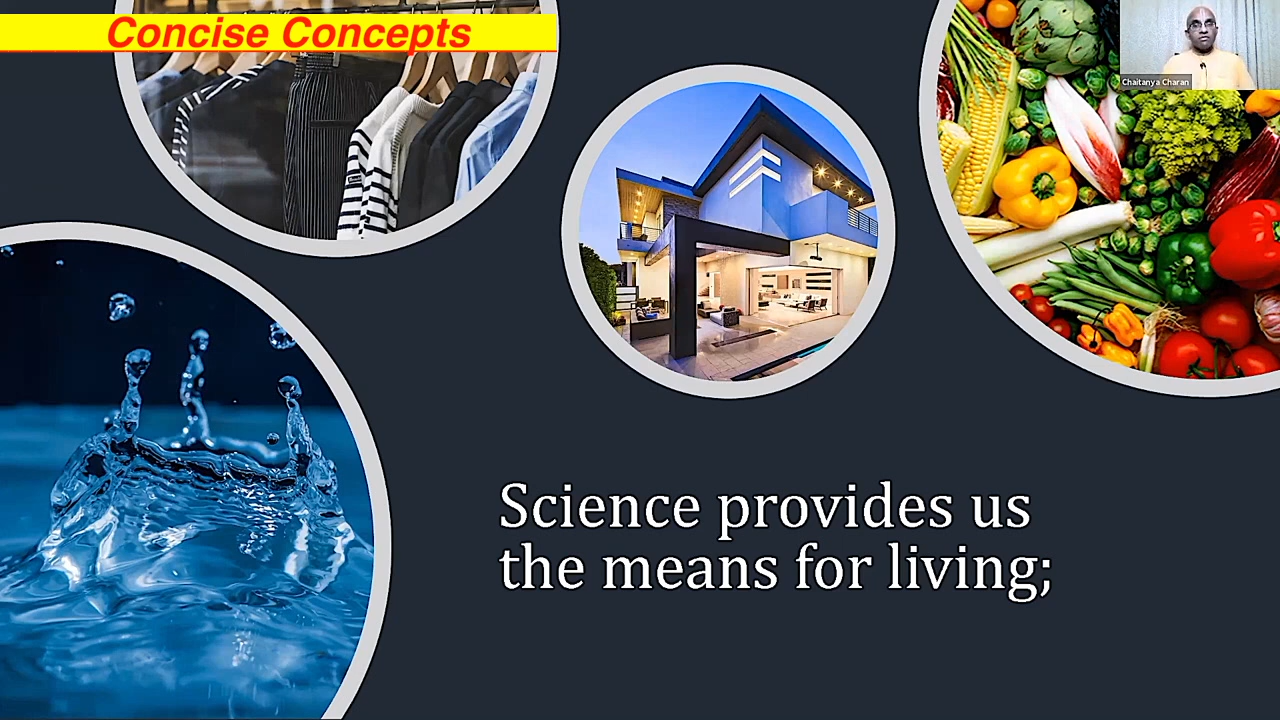 Concise Concepts
Chaitanya Charan
Science provides us
the means for living;